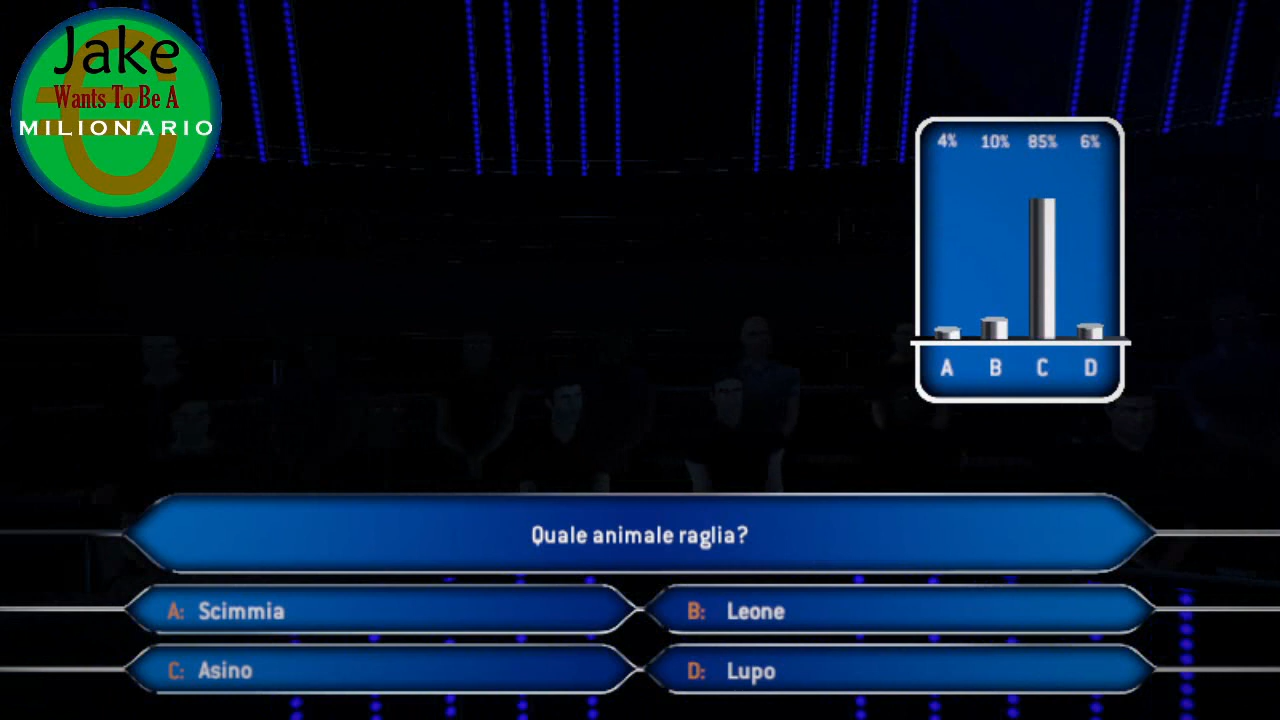 Jake
Wants To Be A
MILIONARIO
4% 10% 85% 6%
A B C D
Quale animale raglia?
A: Scimmia
B: Leone
C: Asino
D: Lupo